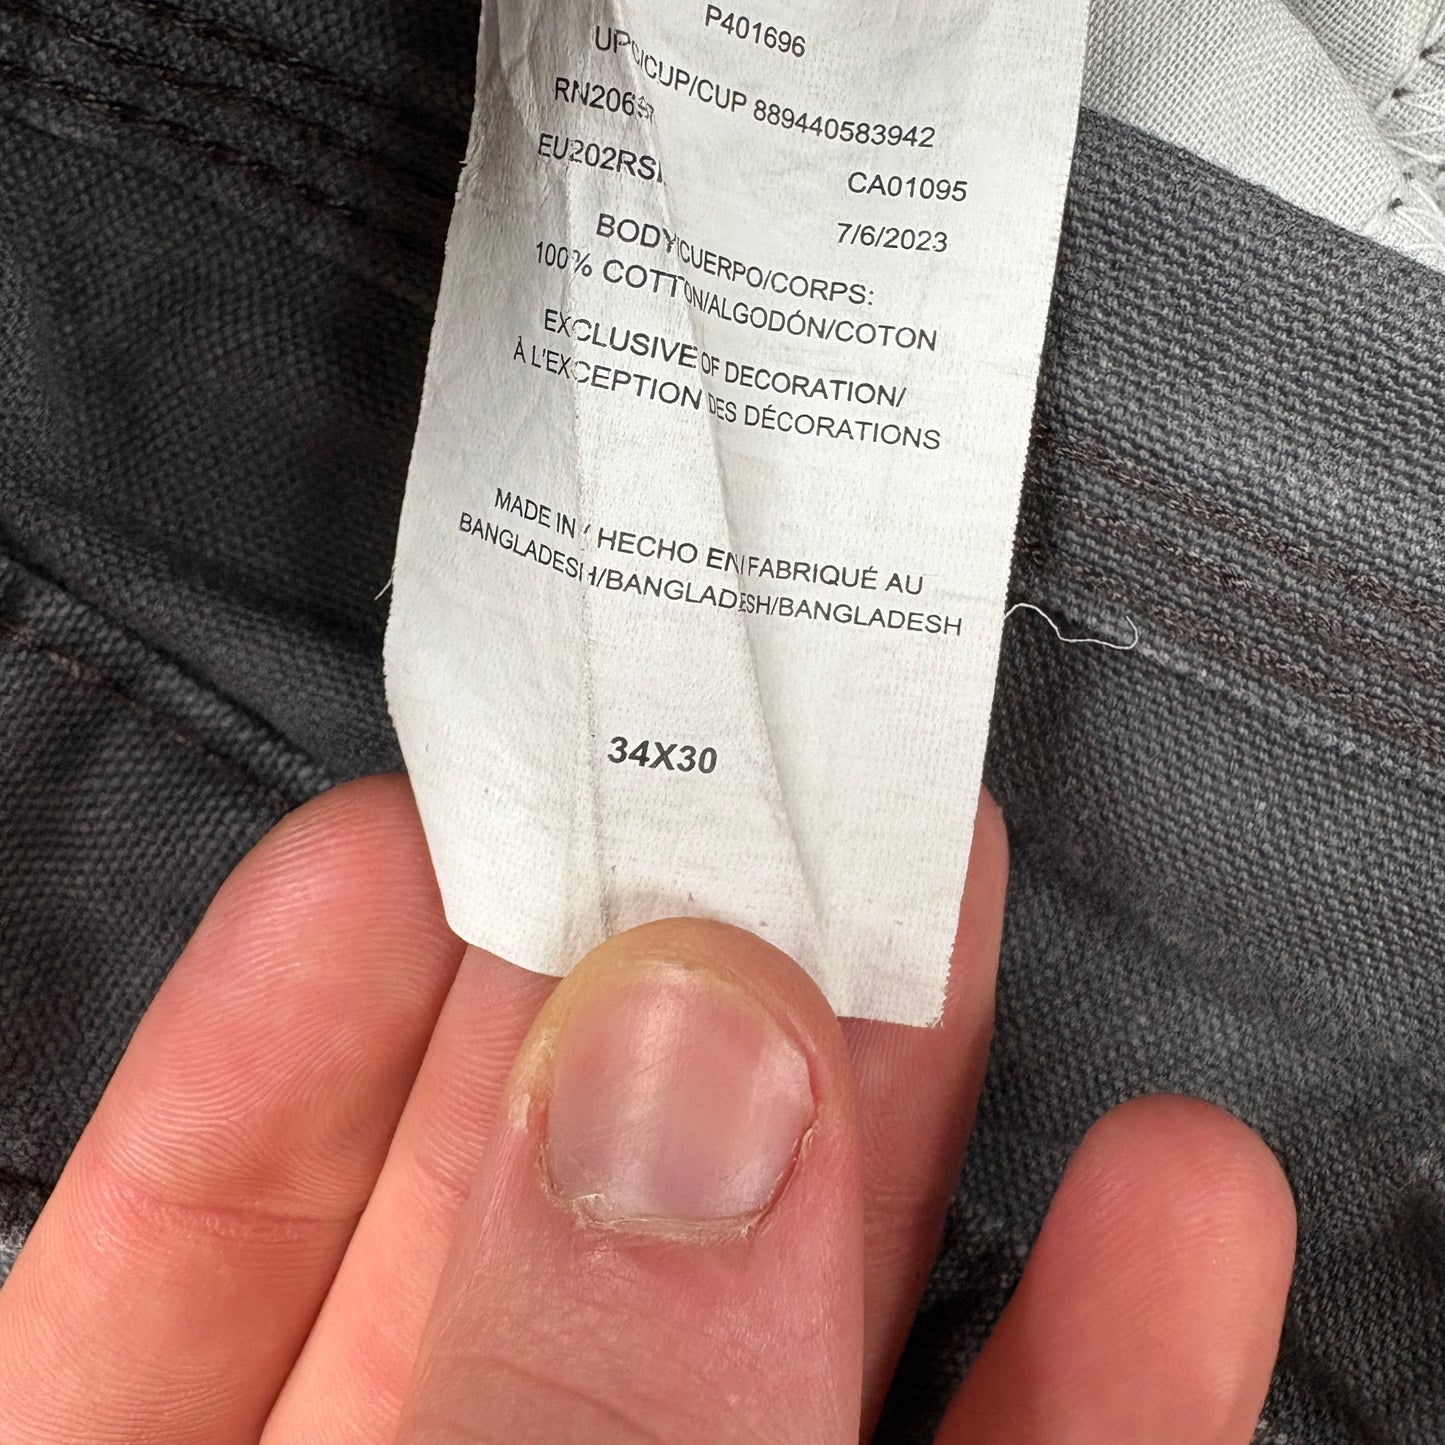 P401696
UPC/CUP/CUP 889440583942
CA01095
7/6/2023
BODY/CUERPO/CORPS:
100% COTTON/ALGODÓN/COTON
EXCLUSIVE OF DECORATION/
À L'EXCEPTION DES DÉCORATIONS
MADE IN / HECHO EN/FABRIQUÉ AU
BANGLADESH/BANGLADESH/BANGLADESH
34X30